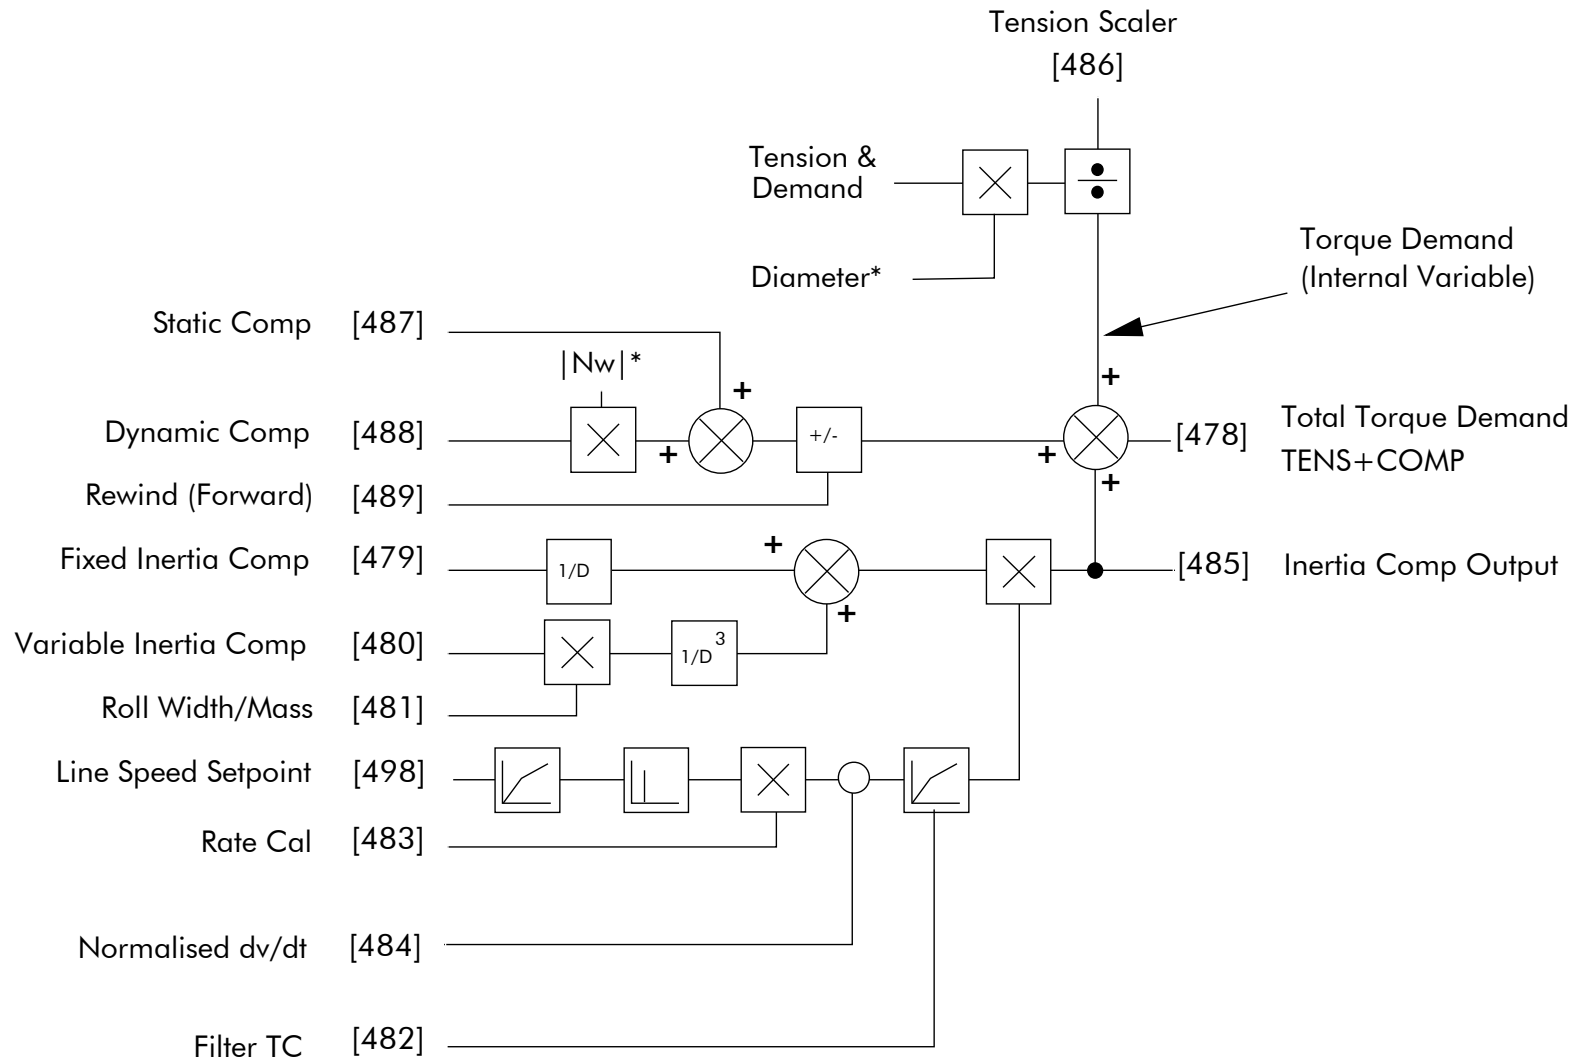 Tension Scaler
[486]
Tension &
Demand
Diameter*
Torque Demand
(Internal Variable)
Static Comp [487]
|Nw|*
+
+
Dynamic Comp [488]
+
+/-
+
[478] Total Torque Demand
TENS+COMP
+
Rewind (Forward) [489]
Fixed Inertia Comp [479]
1/D
+
+
[485] Inertia Comp Output
Variable Inertia Comp [480]
1/D 3
Roll Width/Mass [481]
Line Speed Setpoint [498]
Rate Cal [483]
Normalised dv/dt [484]
Filter TC [482]